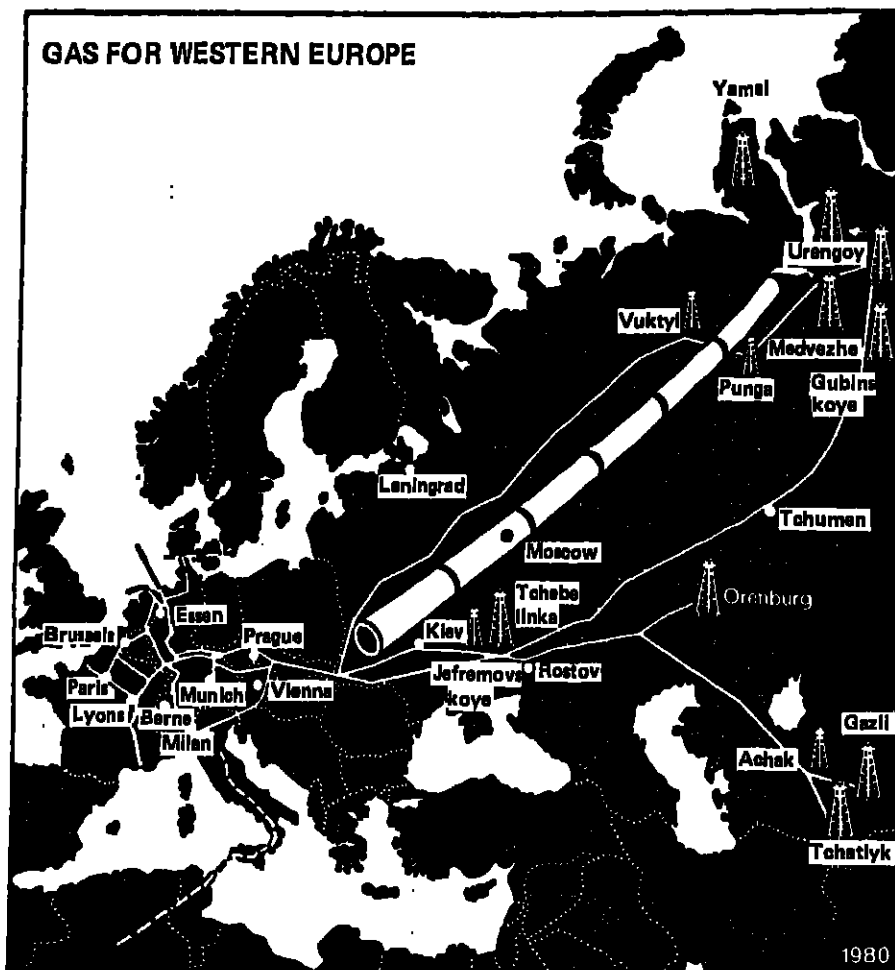 GAS FOR WESTERN EUROPE
Yamal
Urengoy
Vuktyl
Medvezhe
Punga
Gubins
koye
Leningrad
Tchumen
Moscow
Orenburg
Tchebe
linka
Essen
Kiev
Brussels
Prague
Paris
Munich
Vienna
Jefremovs
koye
Rostov
Lyons
Berne
Milan
Gazli
Achak
Tchatlyk
1980